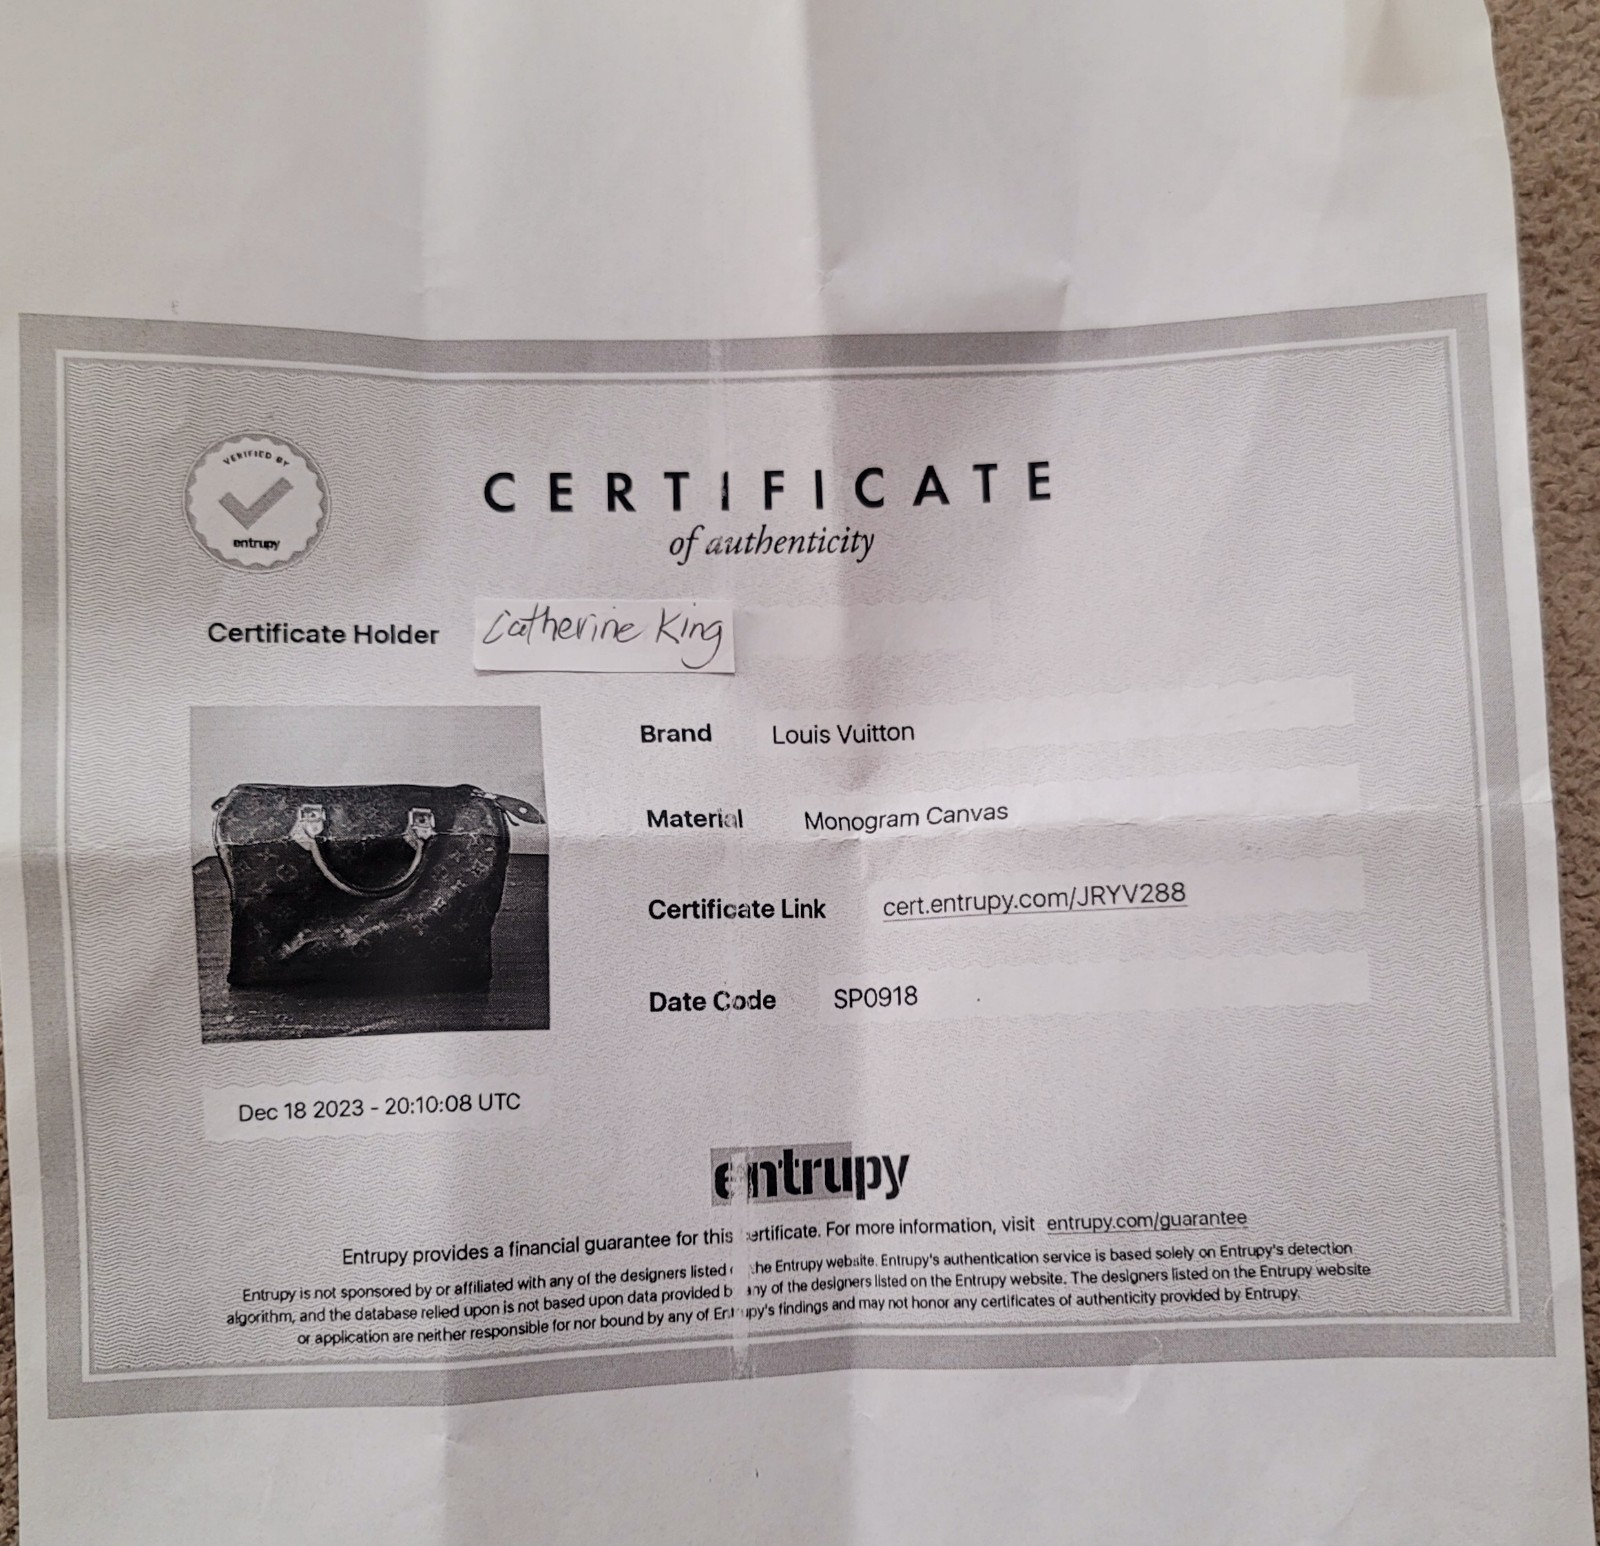 VERIFIED BY
entrupy
CERTIFICATE
of authenticity
Certificate Holder Catherine King
Brand Louis Vuitton
Material Monogram Canvas
Certificate Link cert.entrupy.com/JRYV288
Date Code SP0918
Dec 18 2023 - 20:10:08 UTC
entrupy
Entrupy provides a financial guarantee for this certificate. For more information, visit entrupy.com/guarantee
Entrupy is not sponsored by or affiliated with any of the designers listed the Entrupy website. Entrupy's authentication service is based solely on Entrupy's detection
algorithm, and the database relied upon is not based upon data provided b any of the designers listed on the Entrupy website. The designers listed on the Entrupy website
or application are neither responsible for nor bound by any of Entrupy's findings and may not honor any certificates of authenticity provided by Entrupy.